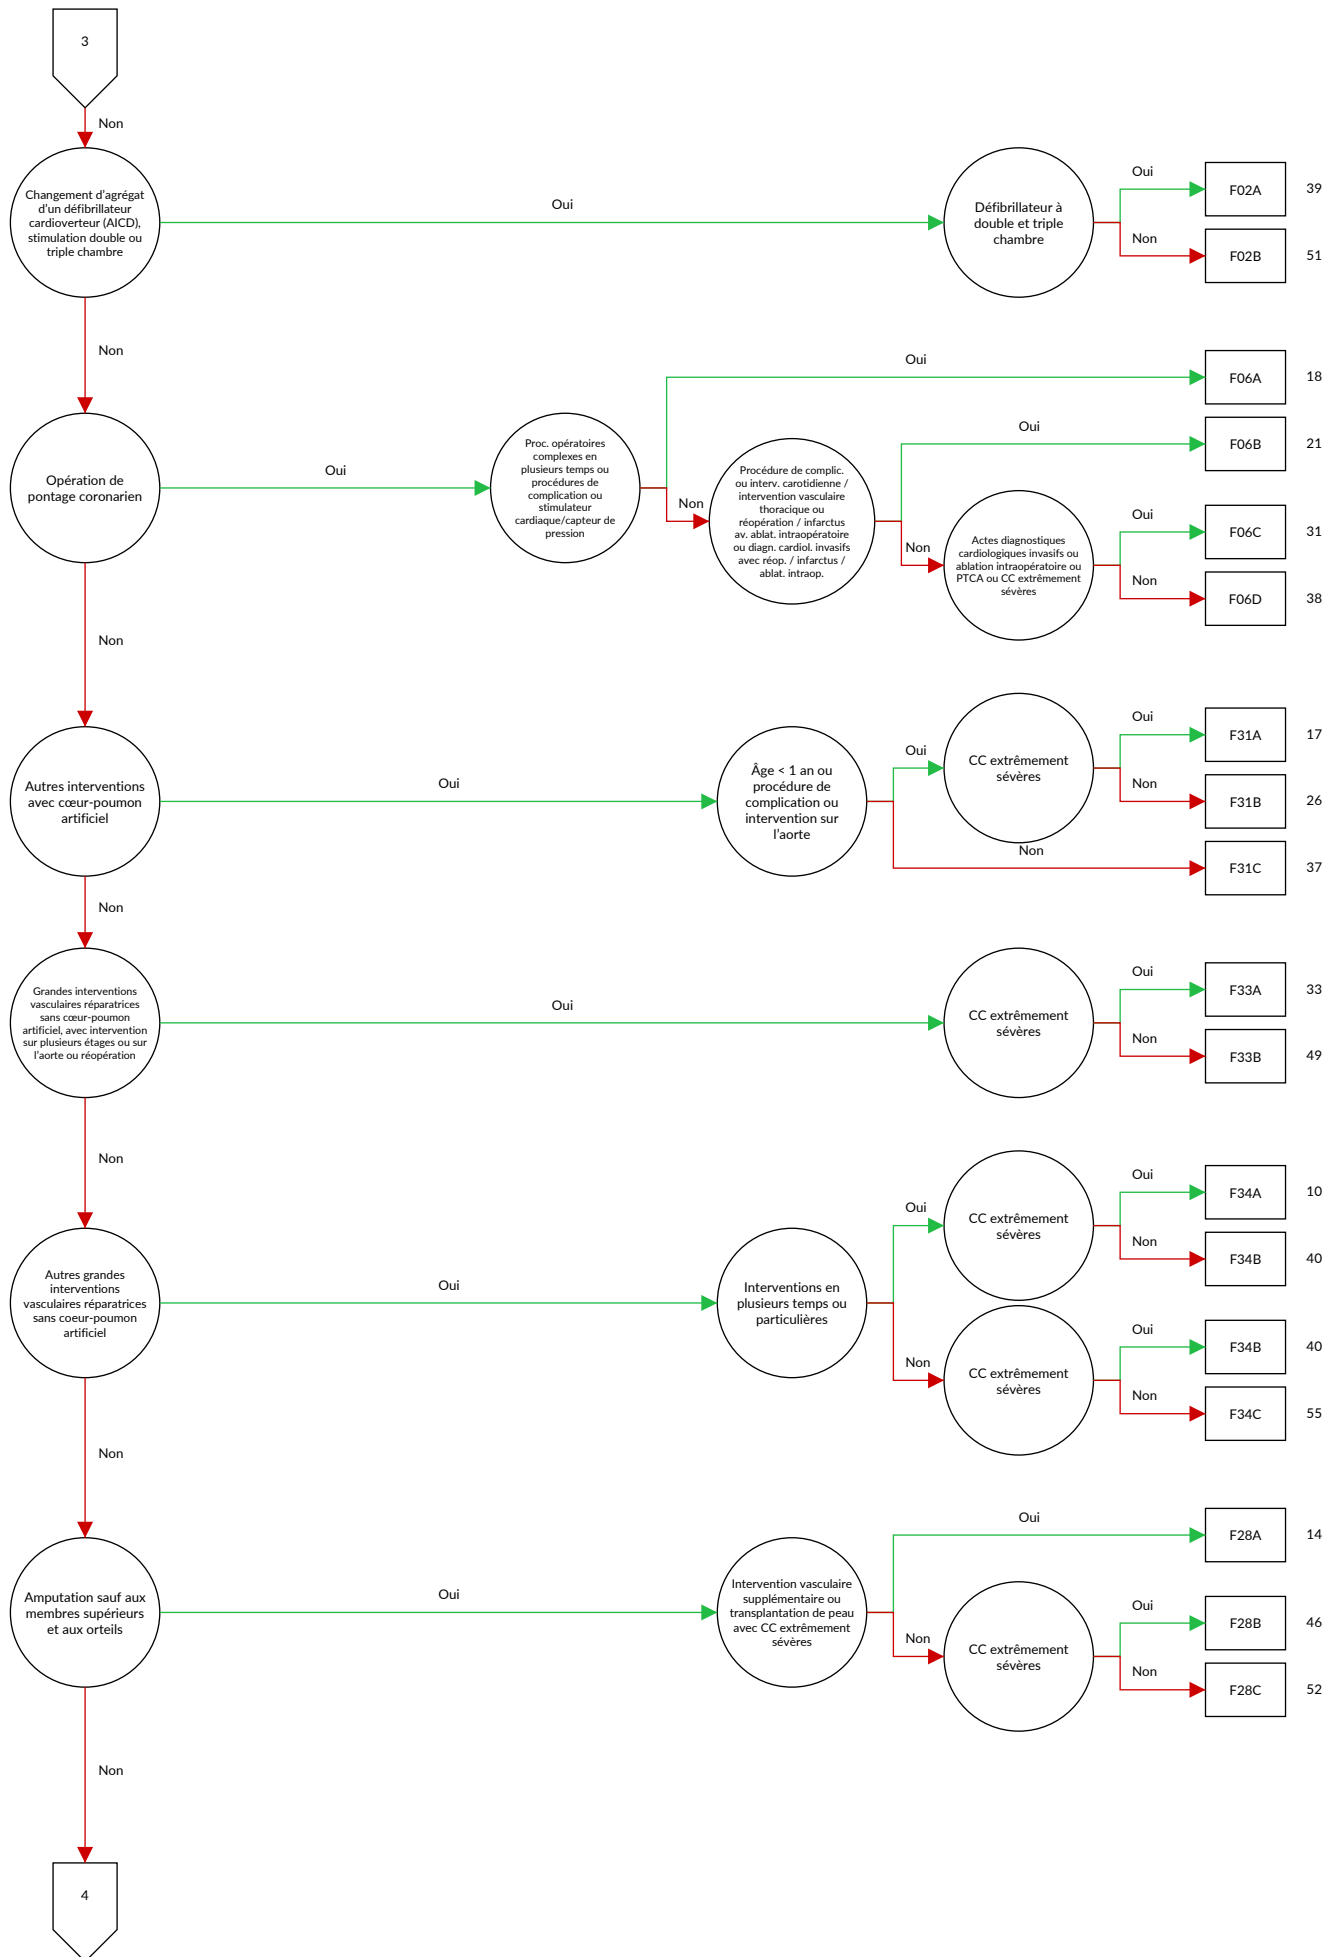 3
Non
Changement d'agrégat
d'un défibrillateur
cardioverteur (AICD),
stimulation double ou
triple chambre
Oui
Défibrillateur à
double et triple
chambre
Oui
F02A
39
Non
F02B
51
Non
Opération de
pontage coronarien
Oui
Proc. opératoires
complexes en
plusieurs temps ou
procédures de
complication ou
stimulateur
cardiaque/capteur de
pression
Oui
F06A
18
Non
Procédure de complic.
ou interv. carotidienne /
intervention vasculaire
thoracique ou
réopération / infarctus
av. ablat. intraopératoire
ou diagn. cardiol. invasifs
avec réop. / infarctus /
ablat. intraop.
Oui
F06B
21
Non
Actes diagnostiques
cardiologiques invasifs ou
ablation intraopératoire ou
PTCA ou CC extrêmement
sévères
Oui
F06C
31
Non
F06D
38
Non
Autres interventions
avec cœur-poumon
artificiel
Oui
Âge < 1 an ou
procédure de
complication ou
intervention sur
l'aorte
Oui
CC extrêmement
sévères
Oui
F31A
17
Non
F31B
26
Non
F31C
37
Non
Grandes interventions
vasculaires réparatrices
sans cœur-poumon
artificiel, avec intervention
sur plusieurs étages ou sur
l'aorte ou réopération
Oui
CC extrêmement
sévères
Oui
F33A
33
Non
F33B
49
Non
Autres grandes
interventions
vasculaires réparatrices
sans coeur-poumon
artificiel
Oui
Interventions en
plusieurs temps ou
particulières
Oui
CC extrêmement
sévères
Oui
F34A
10
Non
F34B
40
Non
CC extrêmement
sévères
Oui
F34B
40
Non
F34C
55
Non
Amputation sauf aux
membres supérieurs
et aux orteils
Oui
Intervention vasculaire
supplémentaire ou
transplantation de peau
avec CC extrêmement
sévères
Oui
F28A
14
Non
CC extrêmement
sévères
Oui
F28B
46
Non
F28C
52
Non
4